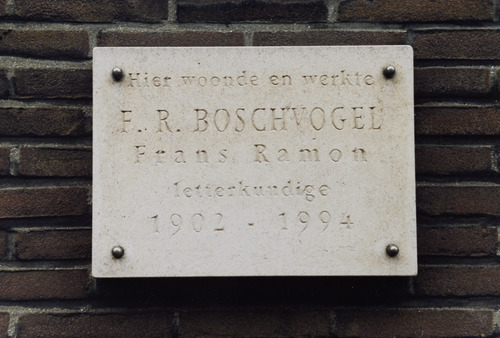 Hier woonde en werkte
F. R. BOSCHVOGEL
Frans Ramon
letterkundige
1902 - 1994